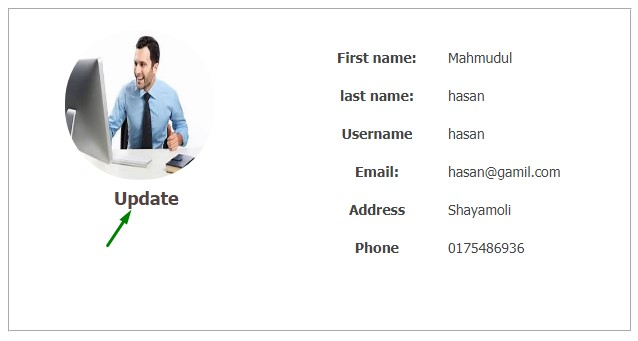 First name: Mahmudul
last name: hasan
Username hasan
Email: hasan@gamil.com
Address Shayamoli
Phone 0175486936
Update